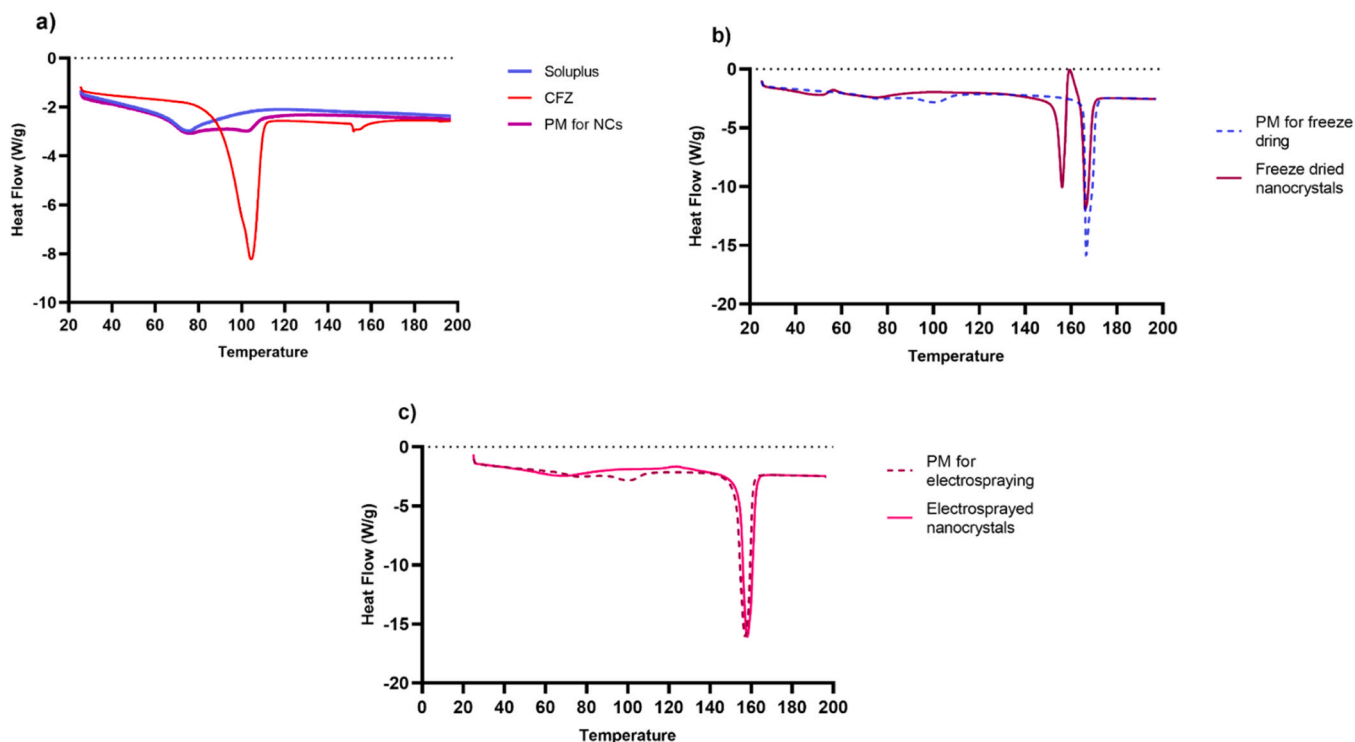 a)
0
-2
-4
-6
-8
-10
Heat Flow (W/g)
20 40 60 80 100 120 140 160 180 200
Temperature
Soluplus
CFZ
PM for NCs
b)
0
-5
-10
-15
-20
Heat Flow (W/g)
20 40 60 80 100 120 140 160 180 200
Temperature
PM for freeze
dring
Freeze dried
nanocrystals
c)
0
-5
-10
-15
-20
Heat Flow (W/g)
0 20 40 60 80 100 120 140 160 180 200
Temperature
PM for
electrospraying
Electrosprayed
nanocrystals